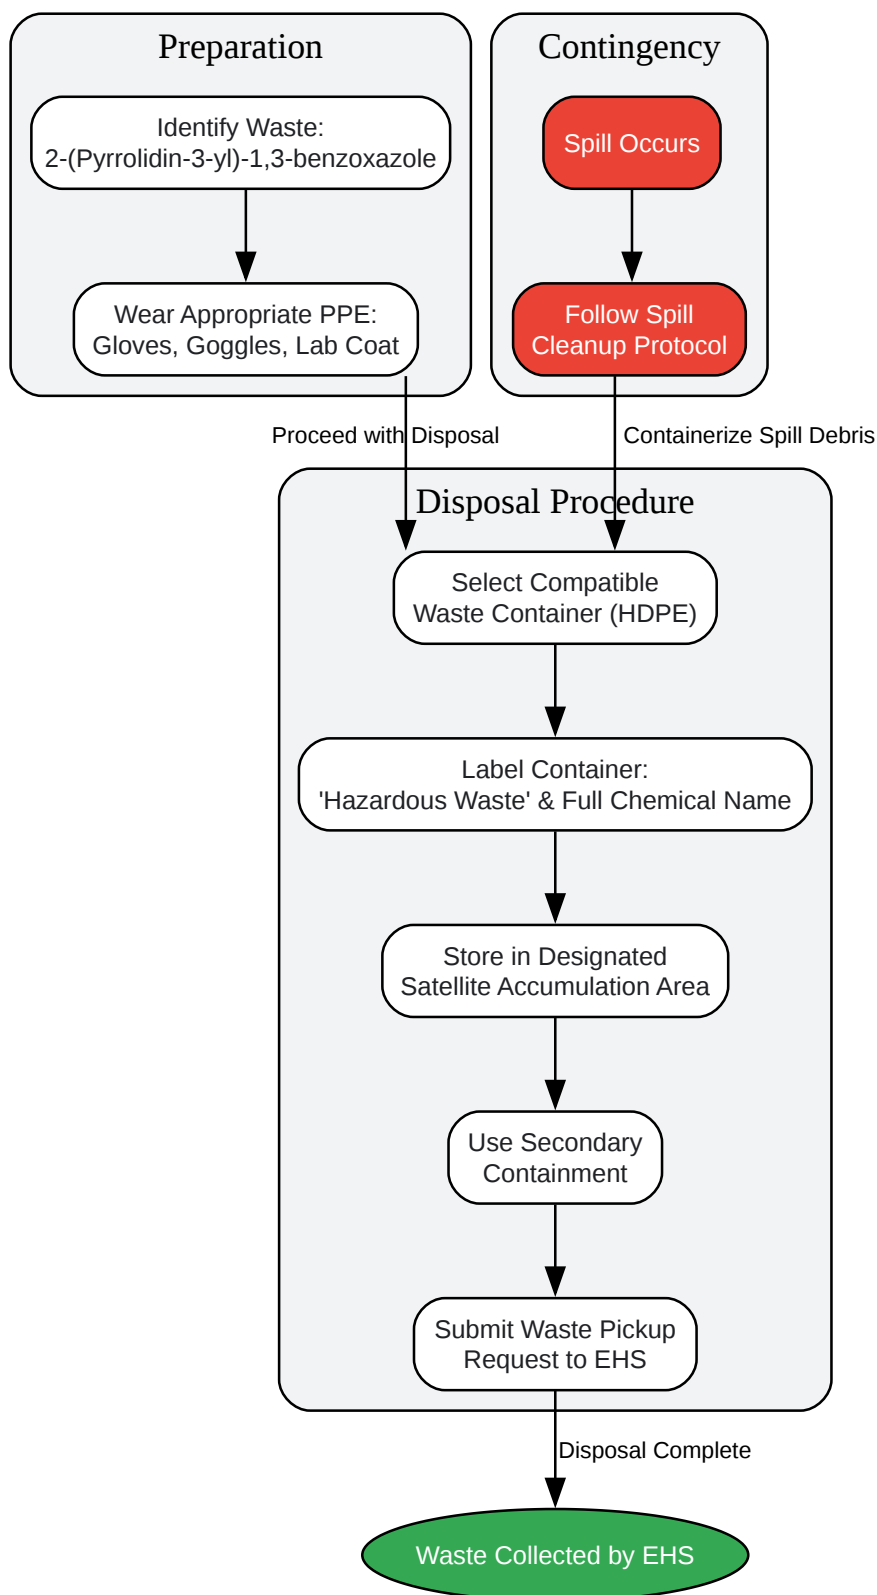 Preparation
Identify Waste:
2-(Pyrrolidin-3-yl)-1,3-benzoxazole
Wear Appropriate PPE:
Gloves, Goggles, Lab Coat
Contingency
Spill Occurs
Follow Spill
Cleanup Protocol
Proceed with Disposal
Containerize Spill Debris
Disposal Procedure
Select Compatible
Waste Container (HDPE)
Label Container:
'Hazardous Waste' & Full Chemical Name
Store in Designated
Satellite Accumulation Area
Use Secondary
Containment
Submit Waste Pickup
Request to EHS
Disposal Complete
Waste Collected by EHS